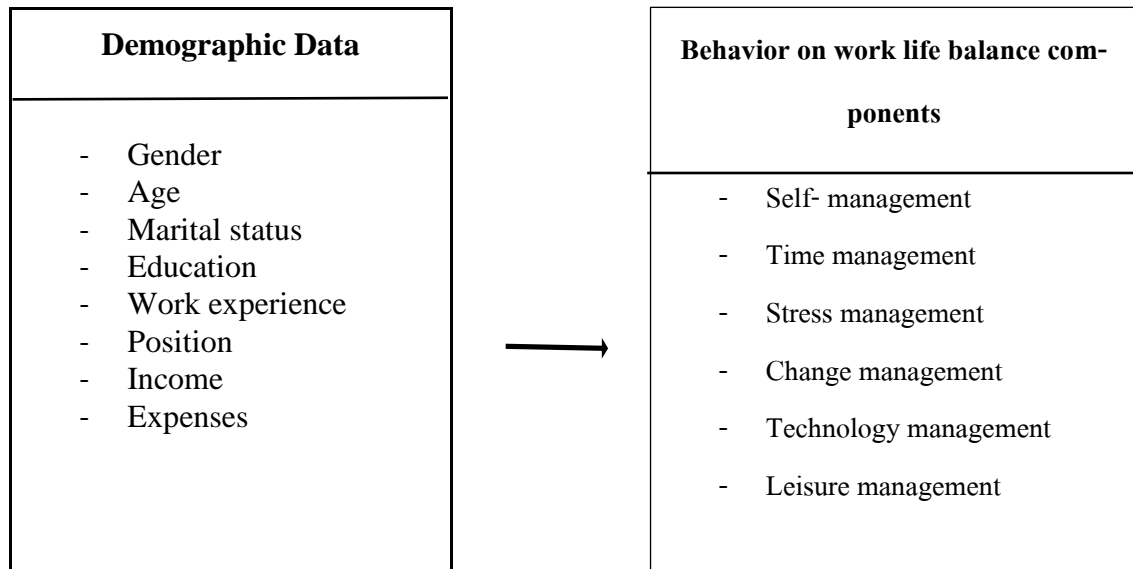 Demographic Data
- Gender
- Age
- Marital status
- Education
- Work experience
- Position
- Income
- Expenses
Behavior on work life balance com-
ponents
- Self- management
- Time management
- Stress management
- Change management
- Technology management
- Leisure management